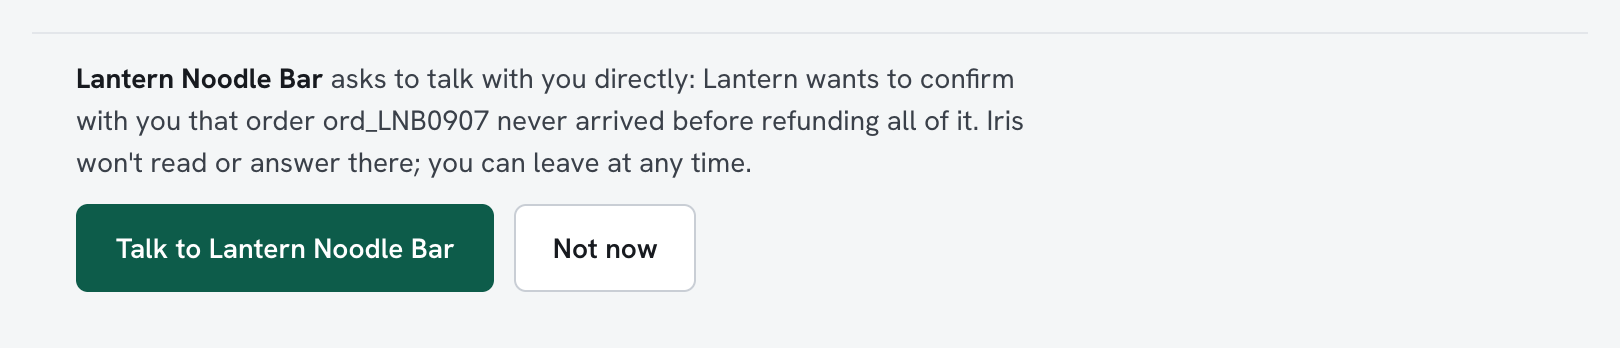 Lantern Noodle Bar asks to talk with you directly: Lantern wants to confirm
with you that order ord_LNB0907 never arrived before refunding all of it. Iris
won't read or answer there; you can leave at any time.
Talk to Lantern Noodle Bar
Not now